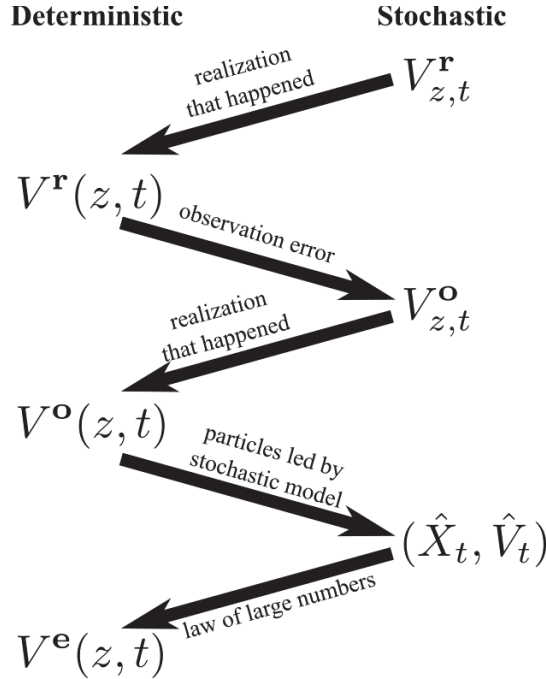 Deterministic Stochastic
realization
that happened
V^r_{z,t}
V^r(z, t)
observation error
V^o_{z,t}
realization
that happened
V^o(z, t)
particles led by
stochastic model
(X̂_t, V̂_t)
law of large numbers
V^e(z, t)